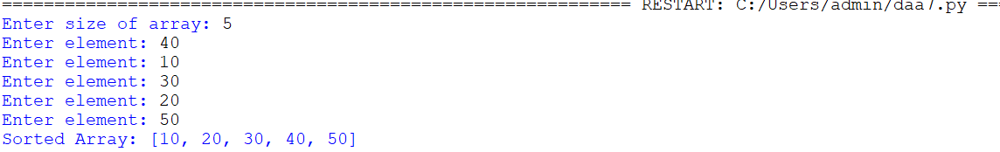 ============================================================ RESTART: C:/Users/admin/daa7.py ===
Enter size of array: 5
Enter element: 40
Enter element: 10
Enter element: 30
Enter element: 20
Enter element: 50
Sorted Array: [10, 20, 30, 40, 50]